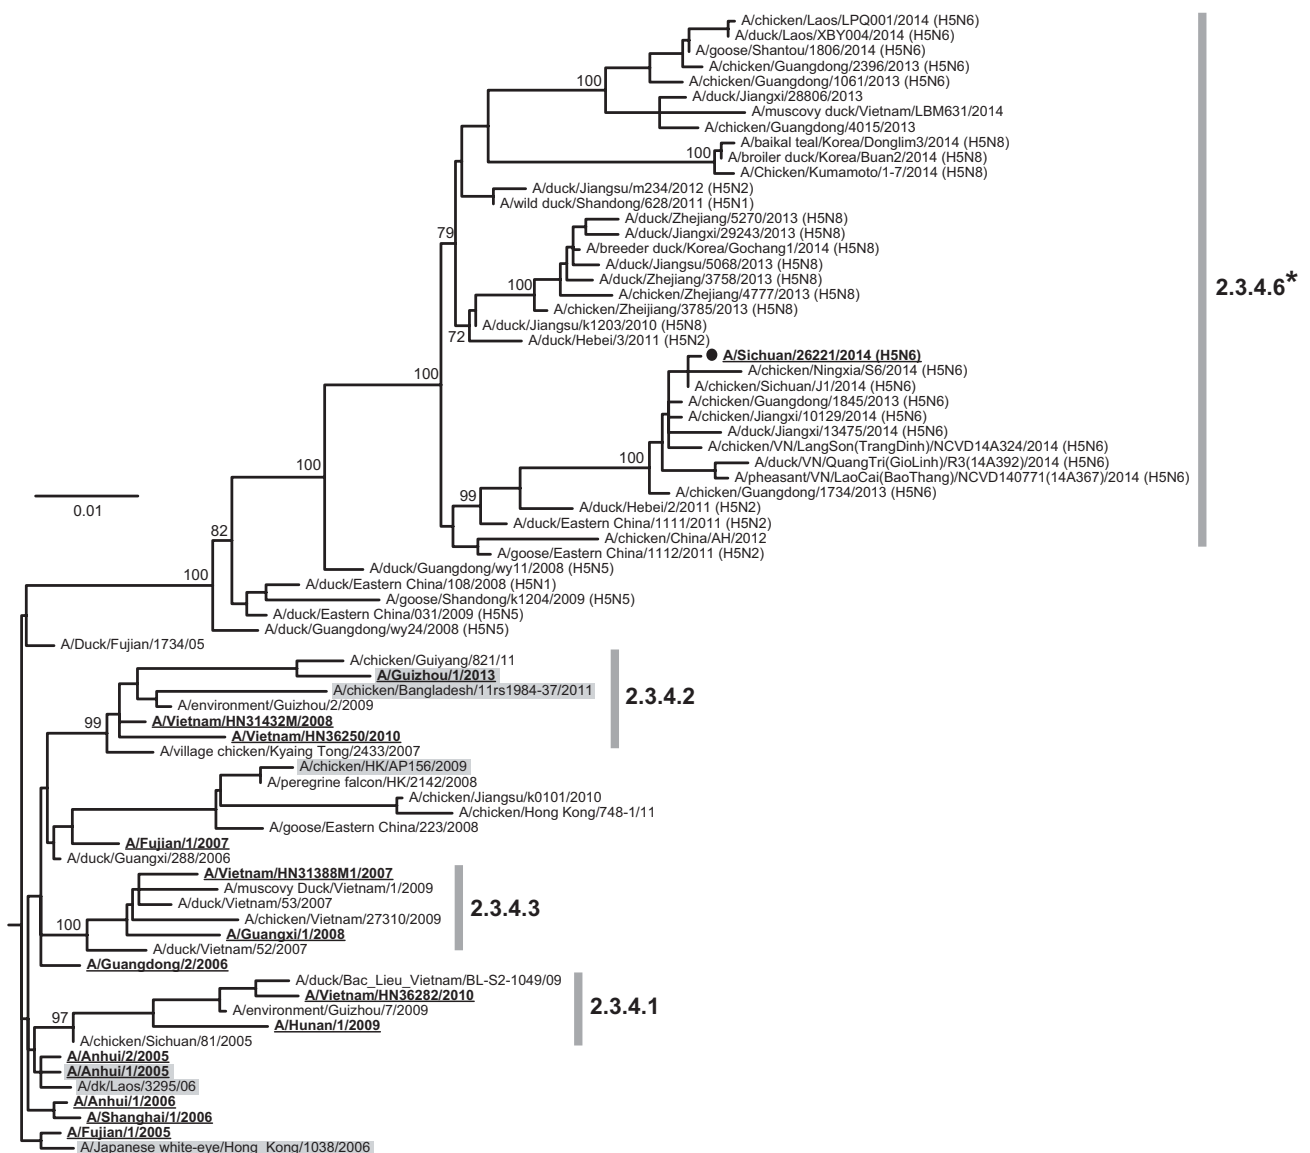 A/chicken/Laos/LPQ001/2014 (H5N6)
A/duck/Laos/XBY004/2014 (H5N6)
A/goose/Shantou/1806/2014 (H5N6)
A/chicken/Guangdong/2396/2013 (H5N6)
100
A/chicken/Guangdong/1061/2013 (H5N6)
A/duck/Jiangxi/28806/2013
A/muscovy duck/Vietnam/LBM631/2014
A/chicken/Guangdong/4015/2013
A/baikal teal/Korea/Donglim3/2014 (H5N8)
100
A/broiler duck/Korea/Buan2/2014 (H5N8)
A/Chicken/Kumamoto/1-7/2014 (H5N8)
A/duck/Jiangsu/m234/2012 (H5N2)
A/wild duck/Shandong/628/2011 (H5N1)
A/duck/Zhejiang/5270/2013 (H5N8)
79
A/duck/Jiangxi/29243/2013 (H5N8)
A/breeder duck/Korea/Gochang1/2014 (H5N8)
A/duck/Jiangsu/5068/2013 (H5N8)
A/duck/Zhejiang/3758/2013 (H5N8)
100
2.3.4.6*
A/chicken/Zhejiang/4777/2013 (H5N8)
A/chicken/Zheijiang/3785/2013 (H5N8)
A/duck/Jiangsu/k1203/2010 (H5N8)
72
A/duck/Hebei/3/2011 (H5N2)
A/Sichuan/26221/2014 (H5N6)
100
A/chicken/Ningxia/S6/2014 (H5N6)
A/chicken/Sichuan/J1/2014 (H5N6)
A/chicken/Guangdong/1845/2013 (H5N6)
A/chicken/Jiangxi/10129/2014 (H5N6)
A/duck/Jiangxi/13475/2014 (H5N6)
A/chicken/VN/LangSon(TrangDinh)/NCVD14A324/2014 (H5N6)
100
100
A/duck/VN/QuangTri(GioLinh)/R3(14A392)/2014 (H5N6)
A/pheasant/VN/LaoCai(BaoThang)/NCVD140771(14A367)/2014 (H5N6)
A/chicken/Guangdong/1734/2013 (H5N6)
99
A/duck/Hebei/2/2011 (H5N2)
0.01
A/duck/Eastern China/1111/2011 (H5N2)
82
A/chicken/China/AH/2012
A/goose/Eastern China/1112/2011 (H5N2)
A/duck/Guangdong/wy11/2008 (H5N5)
100
A/duck/Eastern China/108/2008 (H5N1)
A/goose/Shandong/k1204/2009 (H5N5)
A/duck/Eastern China/031/2009 (H5N5)
A/duck/Guangdong/wy24/2008 (H5N5)
A/Duck/Fujian/1734/05
A/chicken/Guiyang/821/11
A/Guizhou/1/2013
A/chicken/Bangladesh/11rs1984-37/2011
2.3.4.2
A/environment/Guizhou/2/2009
99
A/Vietnam/HN31432M/2008
A/Vietnam/HN36250/2010
A/village chicken/Kyaing Tong/2433/2007
A/chicken/HK/AP156/2009
A/peregrine falcon/HK/2142/2008
A/chicken/Jiangsu/k0101/2010
A/chicken/Hong Kong/748-1/11
A/goose/Eastern China/223/2008
A/Fujian/1/2007
A/duck/Guangxi/288/2006
A/Vietnam/HN31388M1/2007
A/muscovy Duck/Vietnam/1/2009
A/duck/Vietnam/53/2007
2.3.4.3
A/chicken/Vietnam/27310/2009
100
A/Guangxi/1/2008
A/duck/Vietnam/52/2007
A/Guangdong/2/2006
A/duck/Bac_Lieu_Vietnam/BL-S2-1049/09
A/Vietnam/HN36282/2010
2.3.4.1
A/environment/Guizhou/7/2009
97
A/Hunan/1/2009
A/chicken/Sichuan/81/2005
A/Anhui/2/2005
A/Anhui/1/2005
A/dk/Laos/3295/06
A/Anhui/1/2006
A/Shanghai/1/2006
A/Fujian/1/2005
A/Japanese white-eye/Hong_Kong/1038/2006